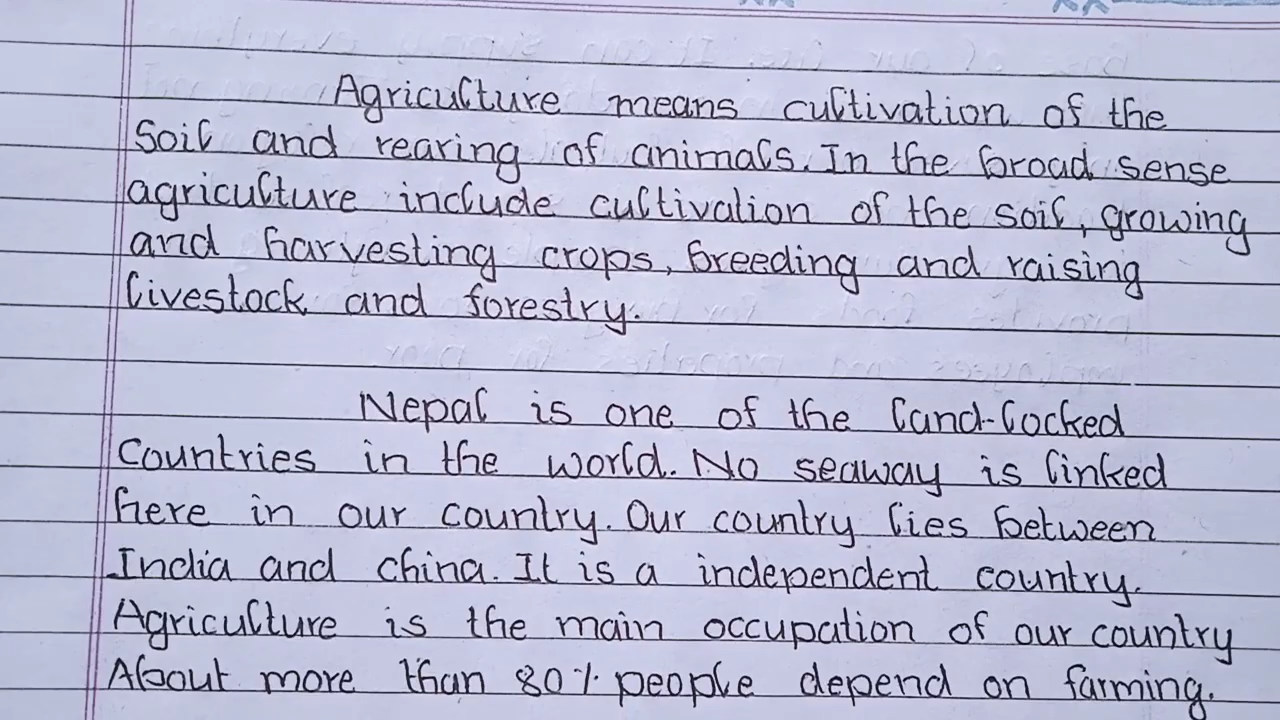 Agriculture means cultivation of the
Soil and rearing of animals. In the broad sense
agriculture include cultivation of the soil, growing
and harvesting crops, breeding and raising
livestock and forestry.
Nepal is one of the land-locked
Countries in the world. No seaway is linked
here in our country. Our country lies between
India and china. It is a independent country.
Agriculture is the main occupation of our country
About more than 80% people depend on farming.